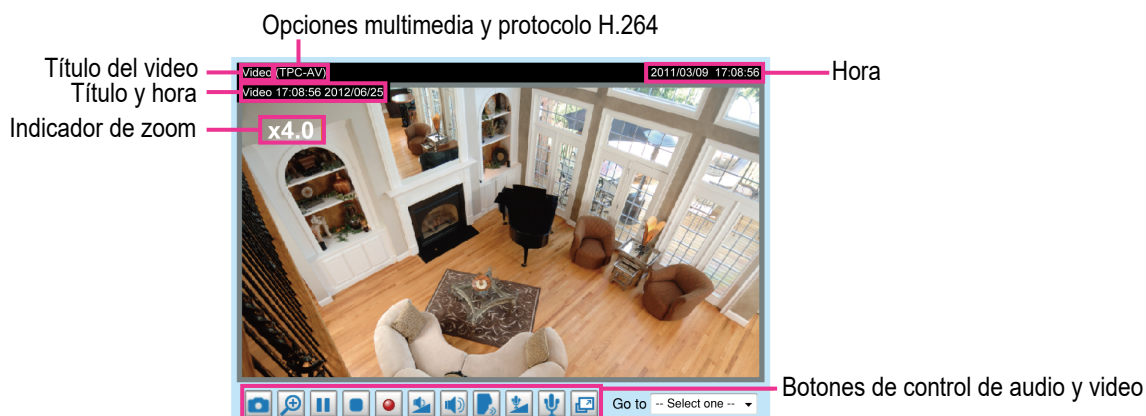 Opciones multimedia y protocolo H.264
Título del video
Video (TPC-AV)
2011/03/09 17:08:56
Hora
Título y hora
Video 17:08:56 2012/06/25
Indicador de zoom
x4.0
Botones de control de audio y video
Go to
-- Select one --